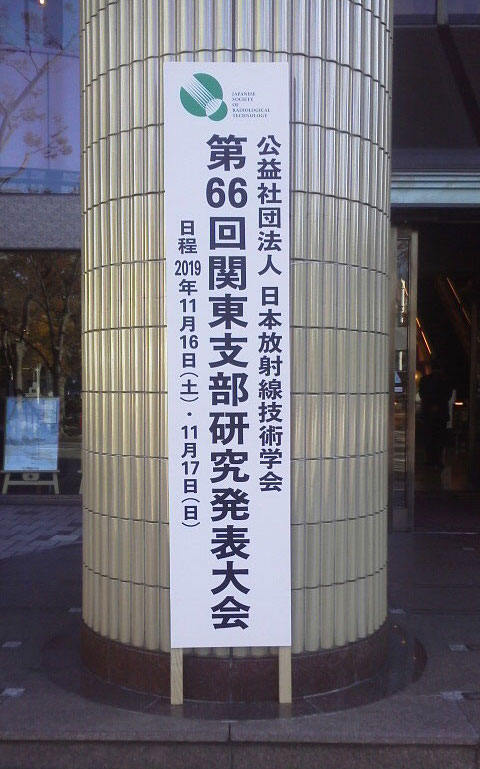 JAPANESE
SOCIETY
OF
RADIOLOGICAL
TECHNOLOGY
公益社団法人 日本放射線技術学会
第66回関東支部研究発表大会
日程 2019年11月16日(土)・11月17日(日)